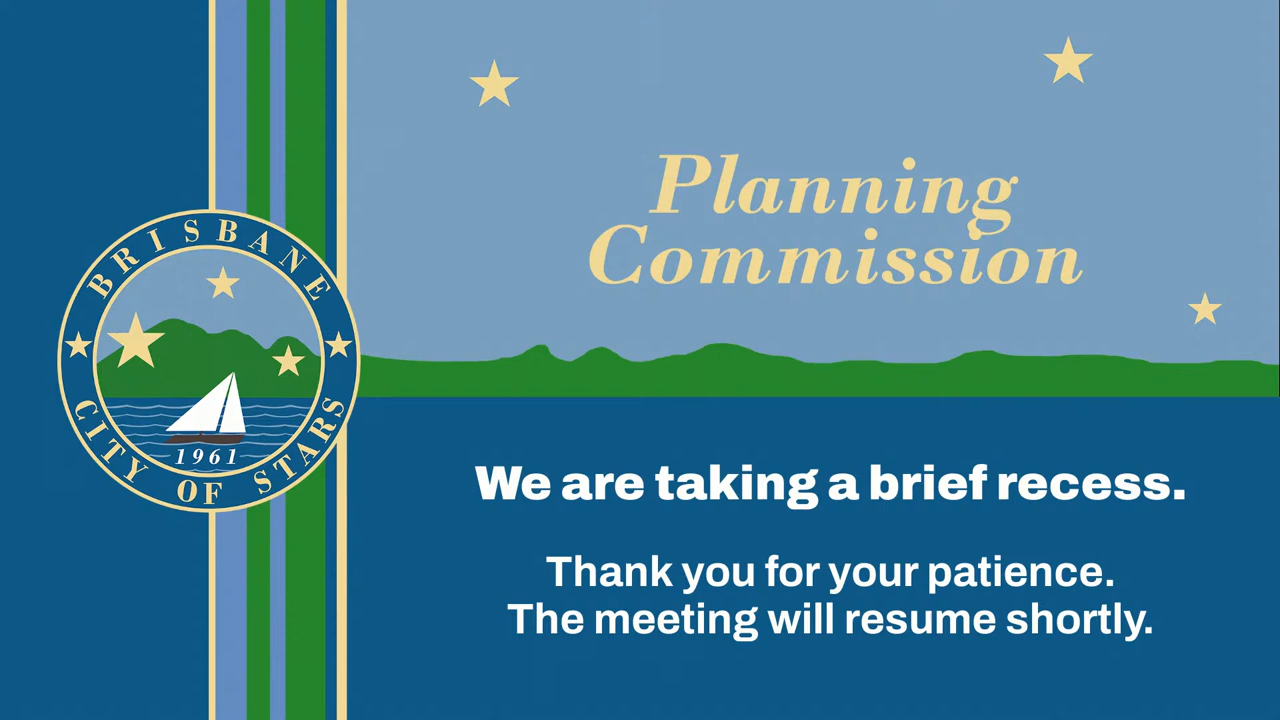 BRISBANE
CITY OF STARS
1961
Planning
Commission
We are taking a brief recess.
Thank you for your patience.
The meeting will resume shortly.